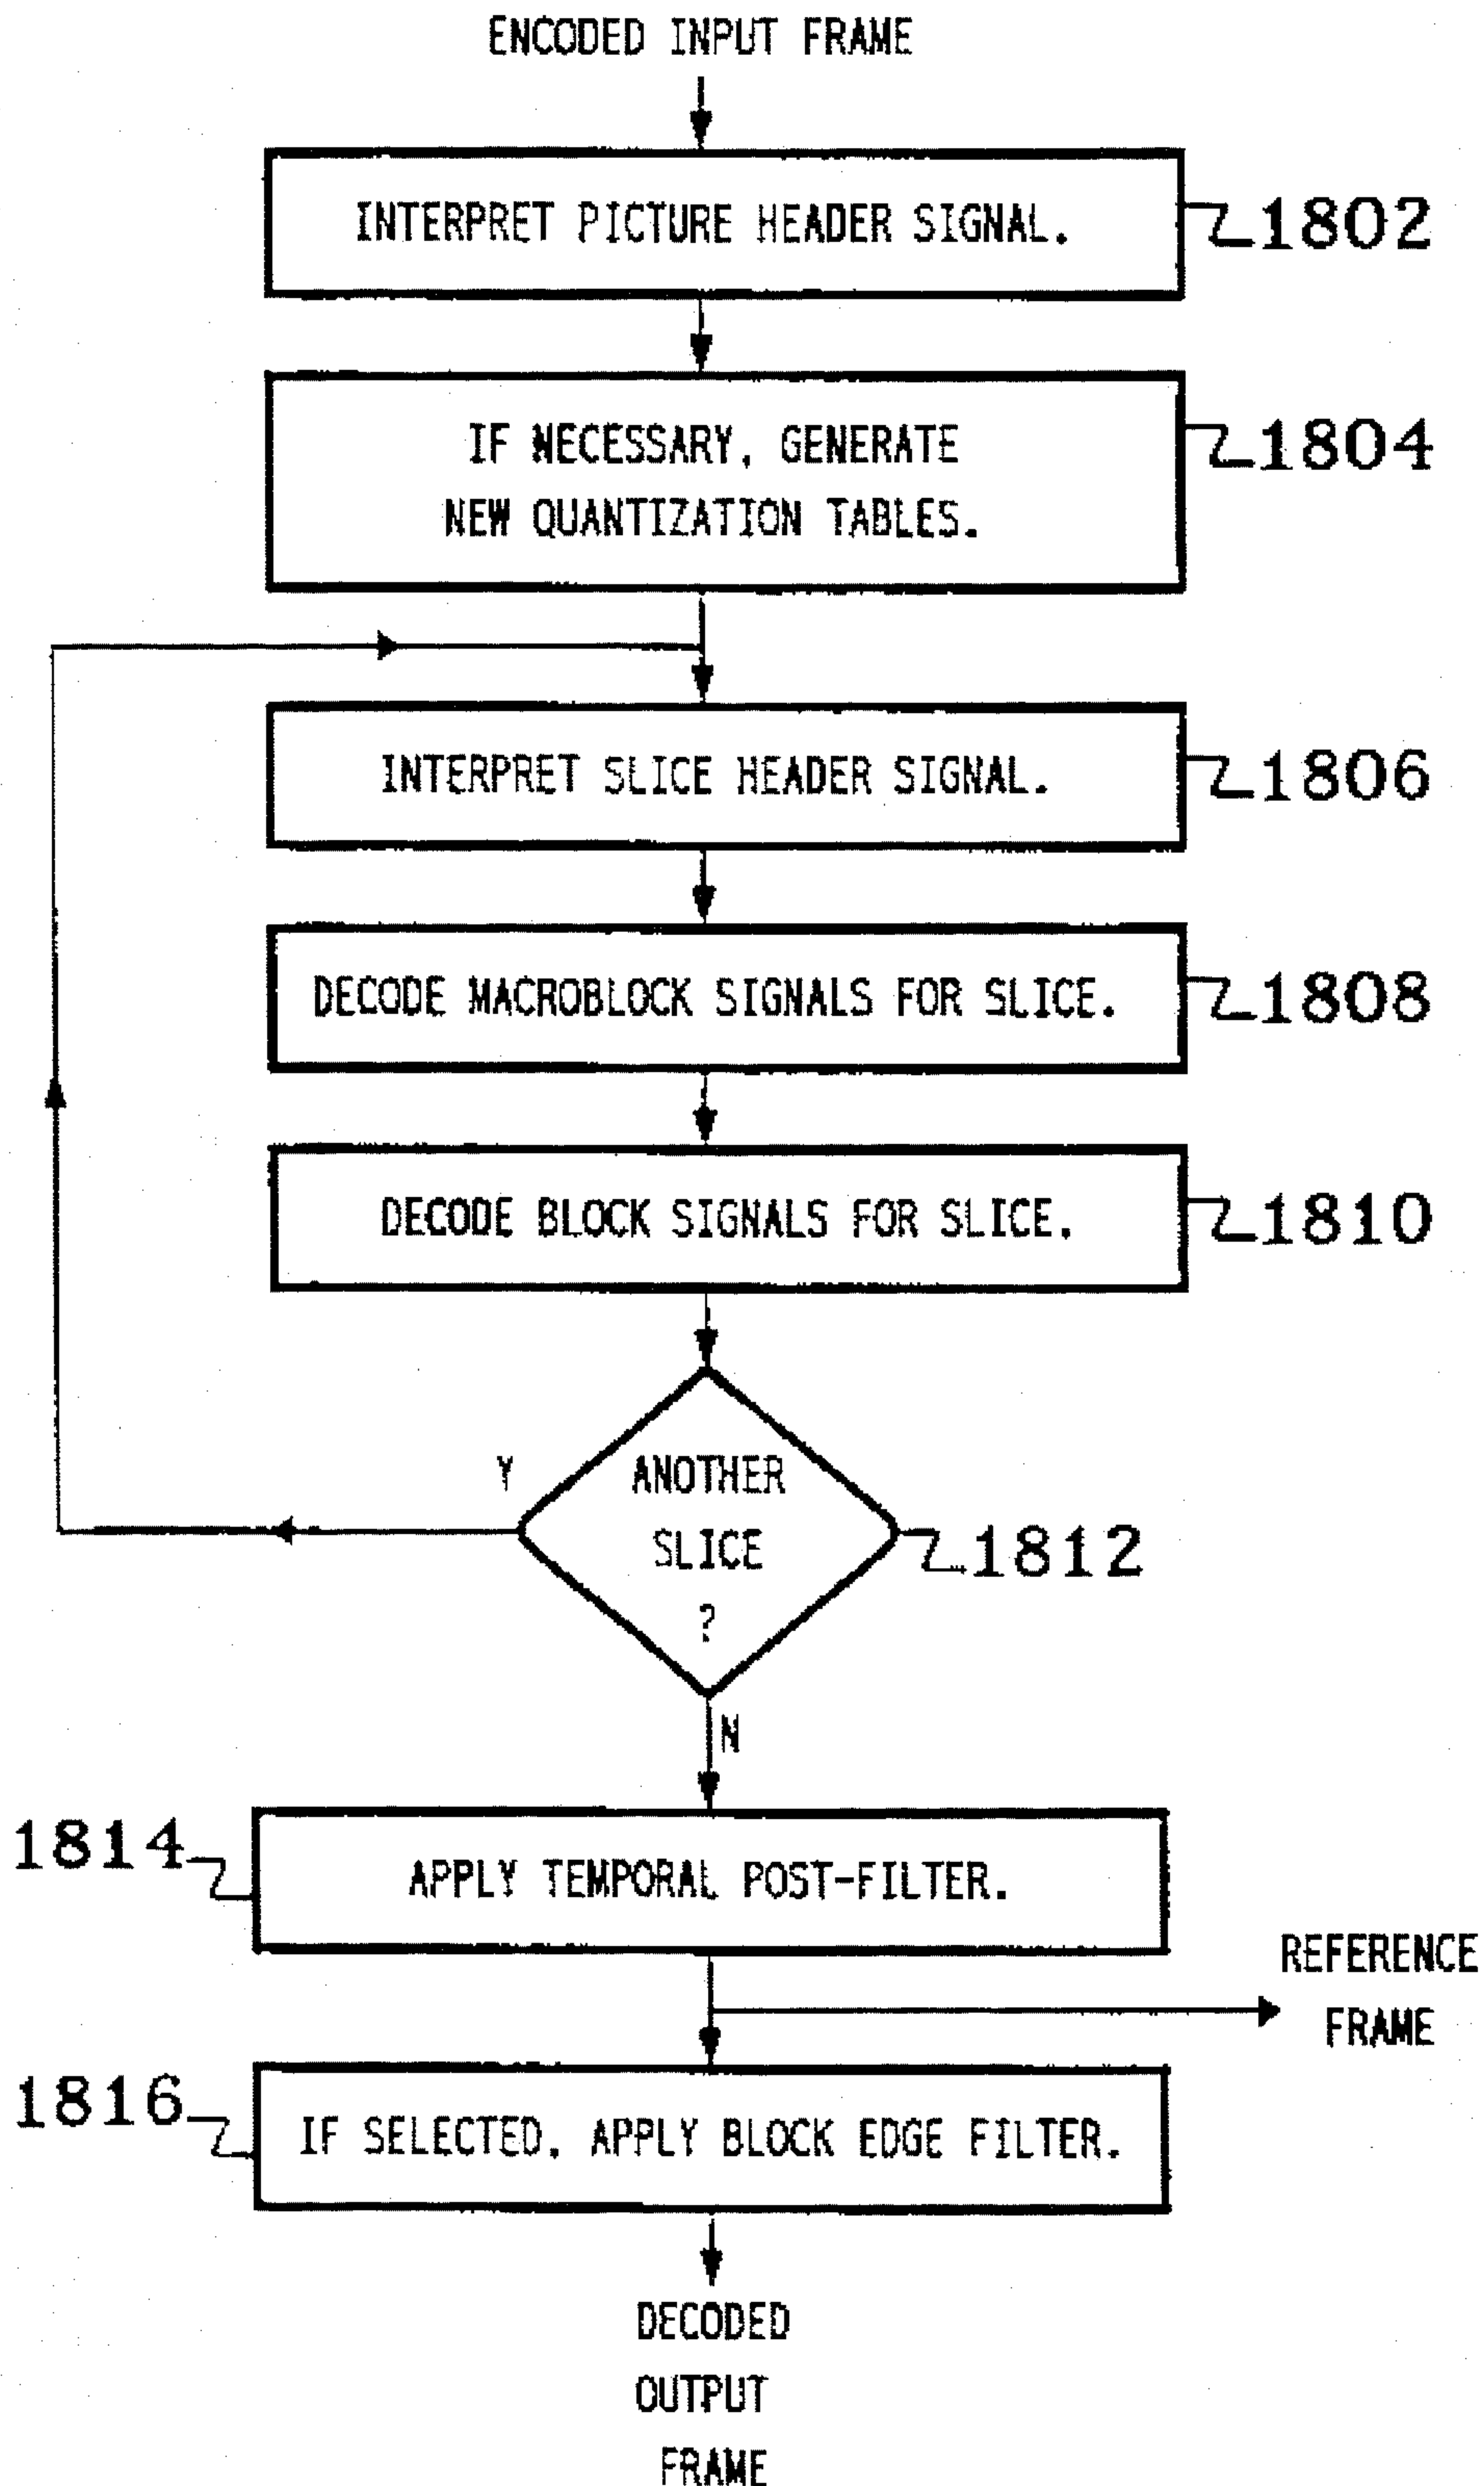 ENCODED INPUT FRAME
INTERPRET PICTURE HEADER SIGNAL.
1802
IF NECESSARY, GENERATE
NEW QUANTIZATION TABLES.
1804
INTERPRET SLICE HEADER SIGNAL.
1806
DECODE MACROBLOCK SIGNALS FOR SLICE.
1808
DECODE BLOCK SIGNALS FOR SLICE.
1810
Y
ANOTHER
SLICE
?
1812
N
1814
APPLY TEMPORAL POST-FILTER.
REFERENCE
FRAME
1816
IF SELECTED, APPLY BLOCK EDGE FILTER.
DECODED
OUTPUT
FRAME